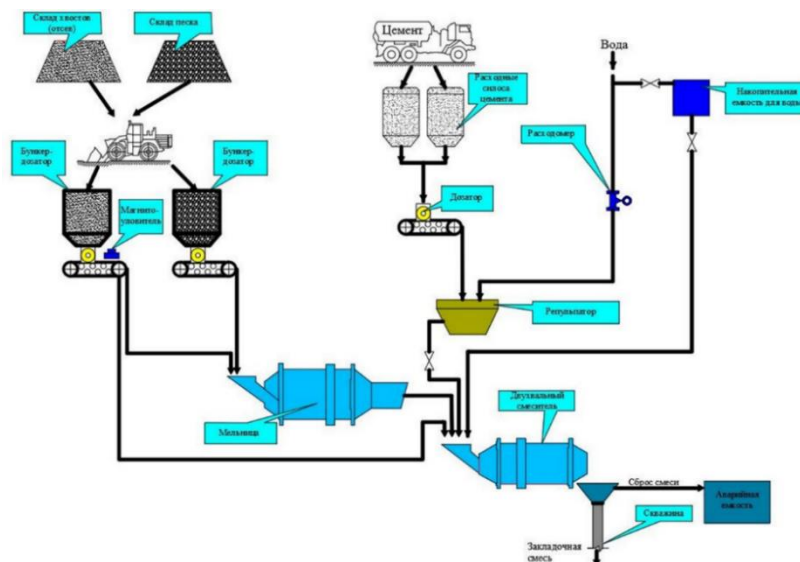 Склад хвостов
(отсев)
Склад песка
Цемент
Вода
Расходные
силоса
цемента
Накопительная
емкость для воды
Расходомер
Бункер-
дозатор
Бункер-
дозатор
Магнито-
уловитель
Дозатор
Репульпатор
Двухвальный
смеситель
Мельница
Сброс смеси
Аварийная
емкость
Скважина
Закладочная
смесь